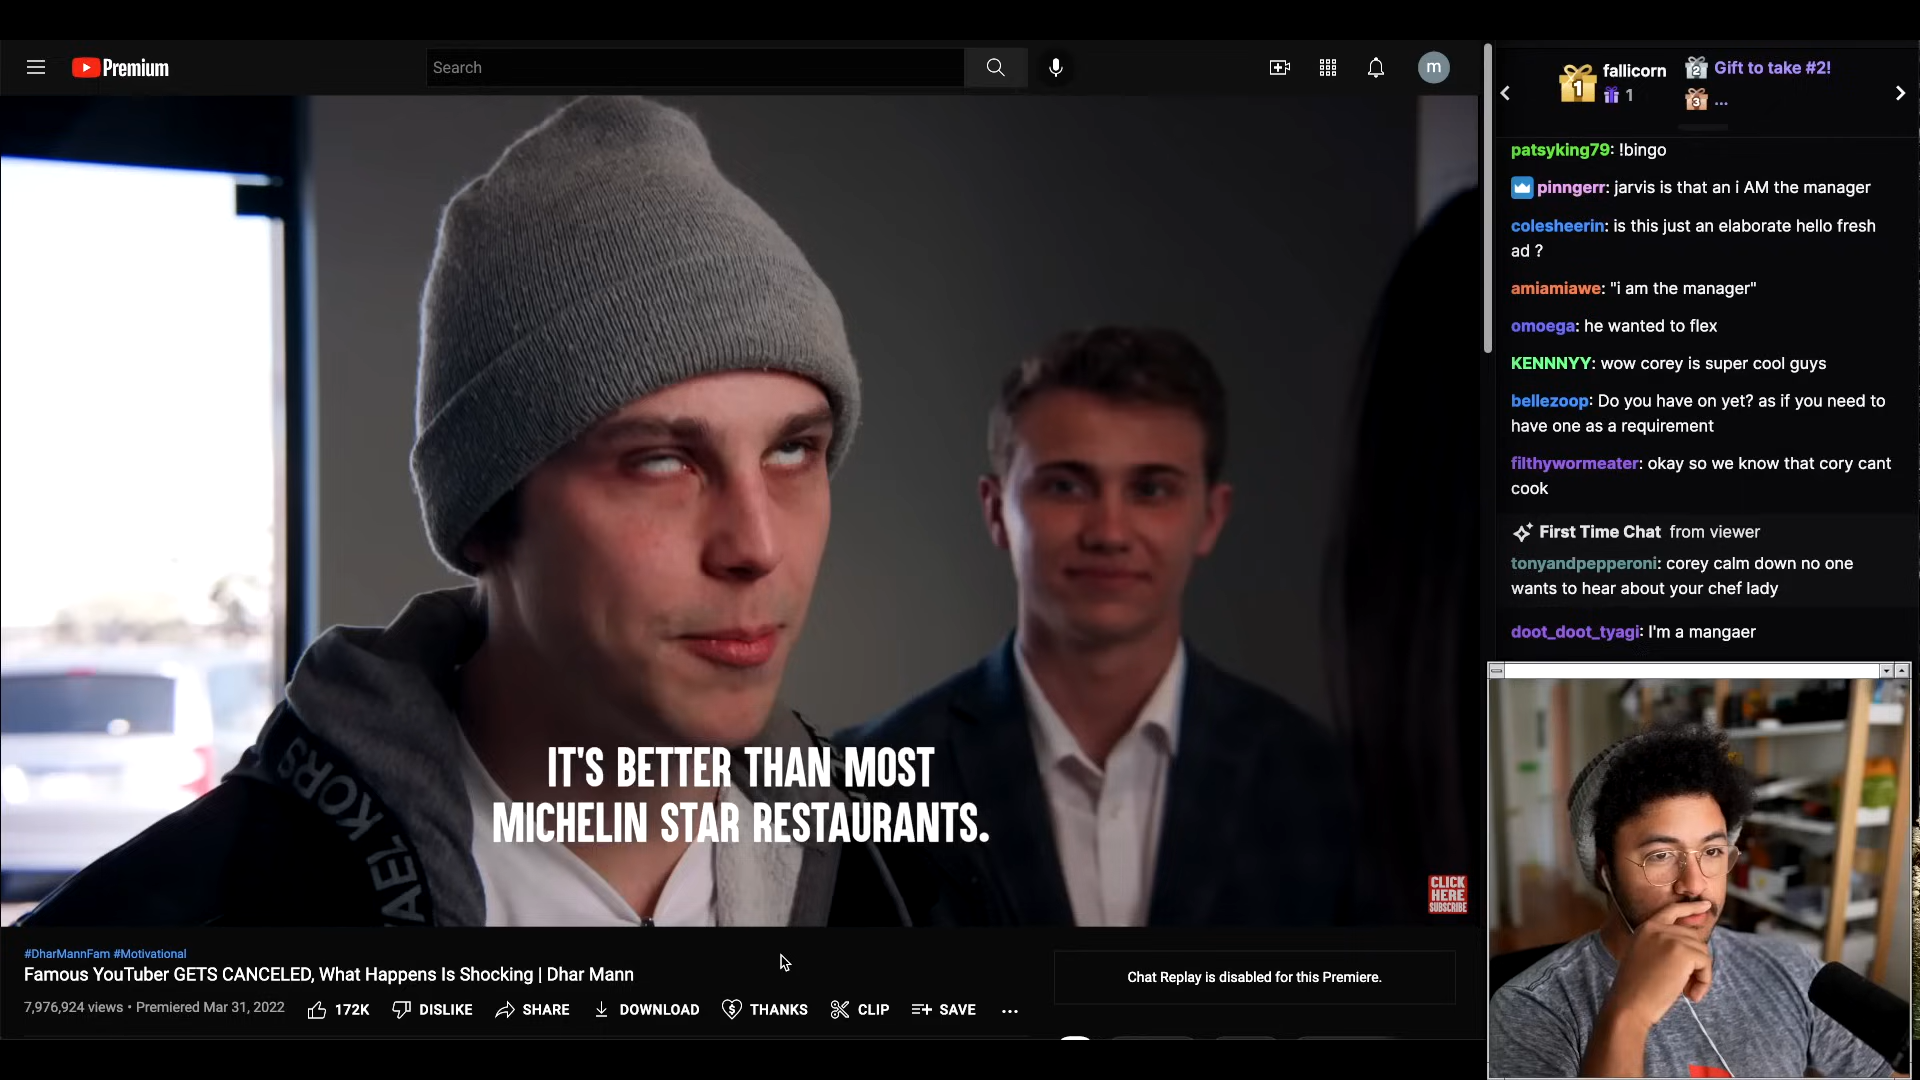 Premium
Search
m
1
fallicorn
1
2
Gift to take #2!
3
...
patsyking79: !bingo
pinngerr: jarvis is that an i AM the manager
colesheerin: is this just an elaborate hello fresh
ad ?
amiamiawe: "i am the manager"
omoega: he wanted to flex
KENNNYY: wow corey is super cool guys
bellezoop: Do you have on yet? as if you need to
have one as a requirement
filthywormeater: okay so we know that cory cant
cook
First Time Chat from viewer
tonyandpepperoni: corey calm down no one
wants to hear about your chef lady
doot_doot_tyagi: I'm a mangaer
KORS
AEL KORS
IT'S BETTER THAN MOST
MICHELIN STAR RESTAURANTS.
CLICK
HERE
SUBSCRIBE
#DharMannFam #Motivational
Famous YouTuber GETS CANCELED, What Happens Is Shocking | Dhar Mann
7,976,924 views • Premiered Mar 31, 2022
172K
DISLIKE
SHARE
DOWNLOAD
THANKS
CLIP
SAVE
...
Chat Replay is disabled for this Premiere.